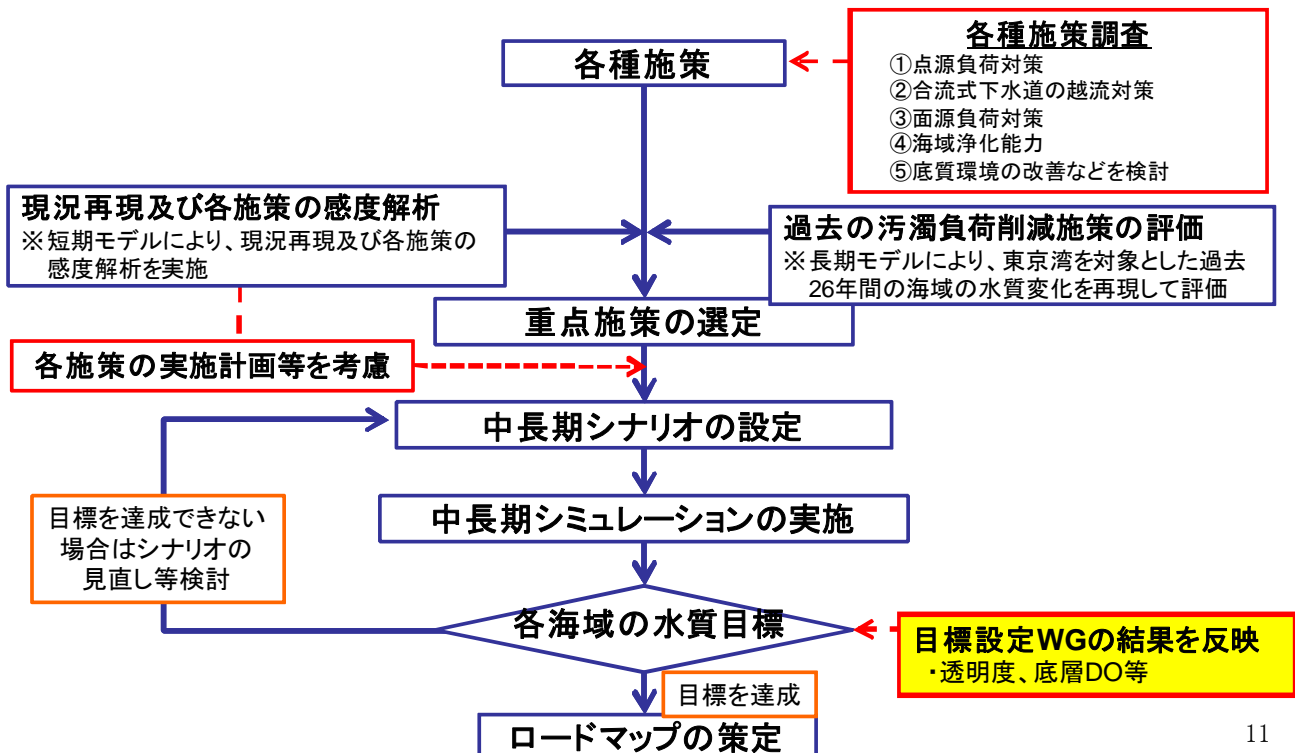 各種施策
各種施策調査
①点源負荷対策
②合流式下水道の越流対策
③面源負荷対策
④海域浄化能力
⑤底質環境の改善などを検討
現況再現及び各施策の感度解析
※短期モデルにより、現況再現及び各施策の
感度解析を実施
過去の汚濁負荷削減施策の評価
※長期モデルにより、東京湾を対象とした過去
26年間の海域の水質変化を再現して評価
重点施策の選定
各施策の実施計画等を考慮
中長期シナリオの設定
中長期シミュレーションの実施
目標を達成できない
場合はシナリオの
見直し等検討
各海域の水質目標
目標設定WGの結果を反映
・透明度、底層DO等
目標を達成
ロードマップの策定
11